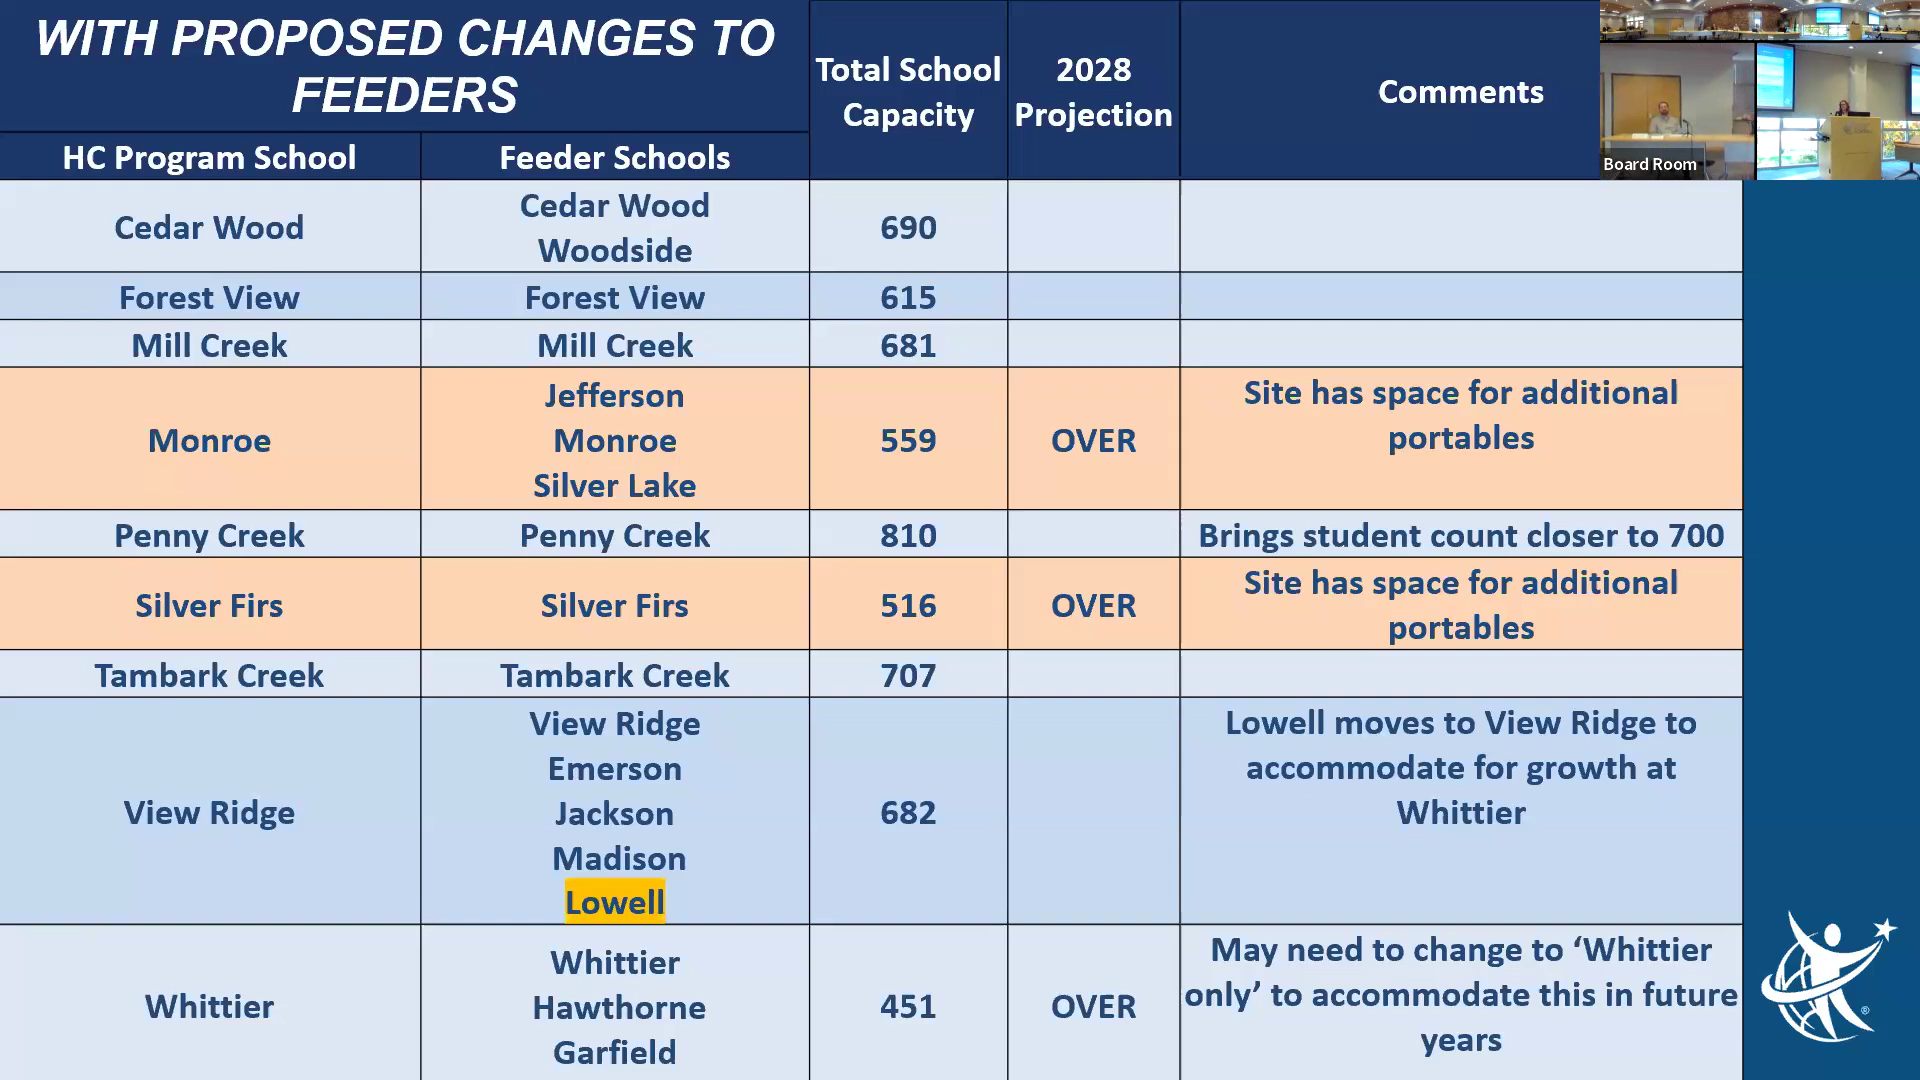 WITH PROPOSED CHANGES TO
FEEDERS
Total School
Capacity
2028
Projection
Comments
HC Program School
Feeder Schools
Board Room
Cedar Wood
Cedar Wood
Woodside
690
Forest View
Forest View
615
Mill Creek
Mill Creek
681
Monroe
Jefferson
Monroe
Silver Lake
559
OVER
Site has space for additional
portables
Penny Creek
Penny Creek
810
Brings student count closer to 700
Silver Firs
Silver Firs
516
OVER
Site has space for additional
portables
Tambark Creek
Tambark Creek
707
View Ridge
View Ridge
Emerson
Jackson
Madison
Lowell
682
Lowell moves to View Ridge to
accommodate for growth at
Whittier
Whittier
Whittier
Hawthorne
Garfield
451
OVER
May need to change to ‘Whittier
only’ to accommodate this in future
years
®